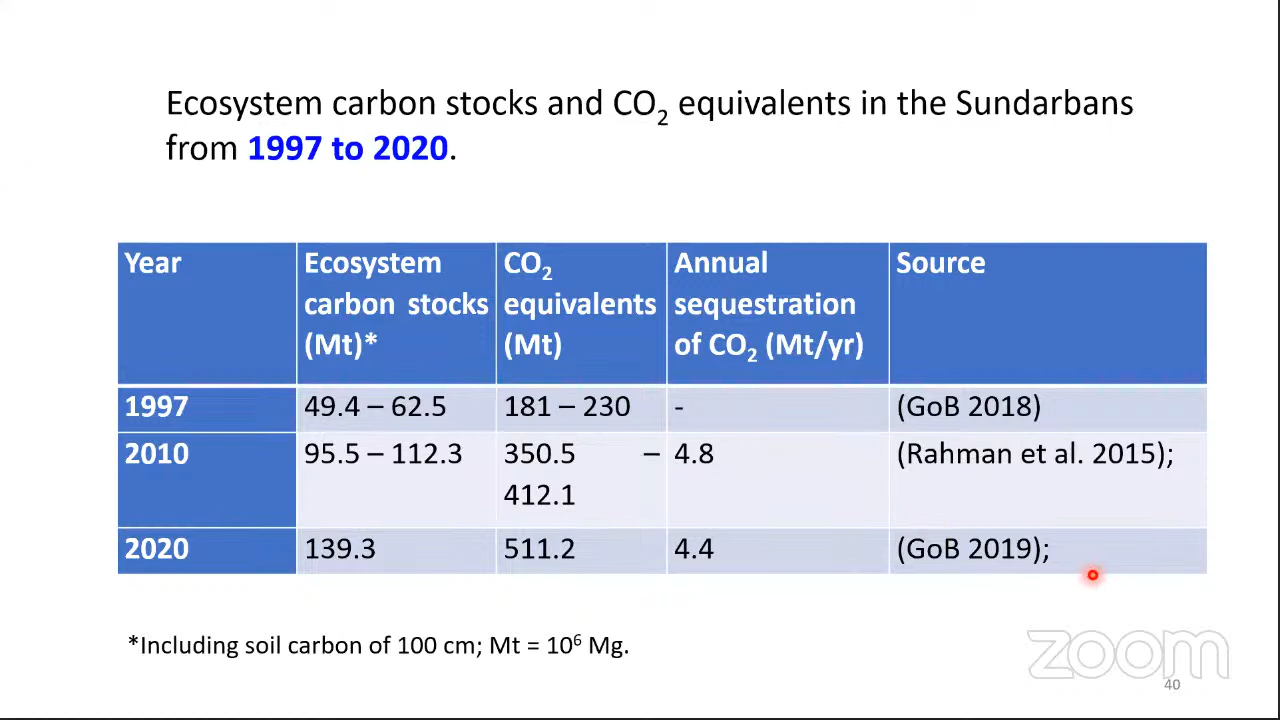 Ecosystem carbon stocks and CO2 equivalents in the Sundarbans
from 1997 to 2020.
Year
Ecosystem
carbon stocks
(Mt)*
CO2
equivalents
(Mt)
Annual
sequestration
of CO2 (Mt/yr)
Source
1997
49.4 – 62.5
181 – 230
-
(GoB 2018)
2010
95.5 – 112.3
350.5 –
412.1
4.8
(Rahman et al. 2015);
2020
139.3
511.2
4.4
(GoB 2019);
*Including soil carbon of 100 cm; Mt = 10⁶ Mg.
zoom
40